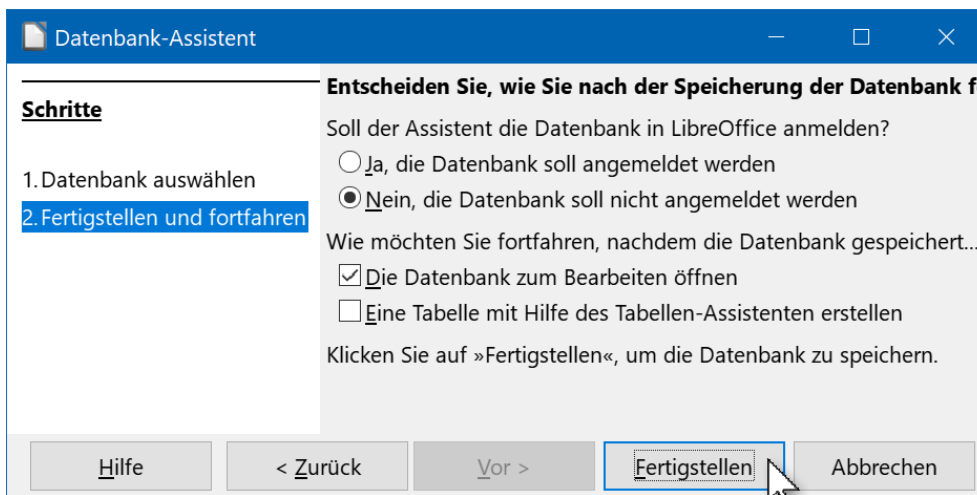 Datenbank-Assistent
Schritte
1. Datenbank auswählen
2. Fertigstellen und fortfahren
Entscheiden Sie, wie Sie nach der Speicherung der Datenbank f
Soll der Assistent die Datenbank in LibreOffice anmelden?
Ja, die Datenbank soll angemeldet werden
Nein, die Datenbank soll nicht angemeldet werden
Wie möchten Sie fortfahren, nachdem die Datenbank gespeichert...
Die Datenbank zum Bearbeiten öffnen
Eine Tabelle mit Hilfe des Tabellen-Assistenten erstellen
Klicken Sie auf »Fertigstellen«, um die Datenbank zu speichern.
Hilfe
< Zurück
Vor >
Fertigstellen
Abbrechen